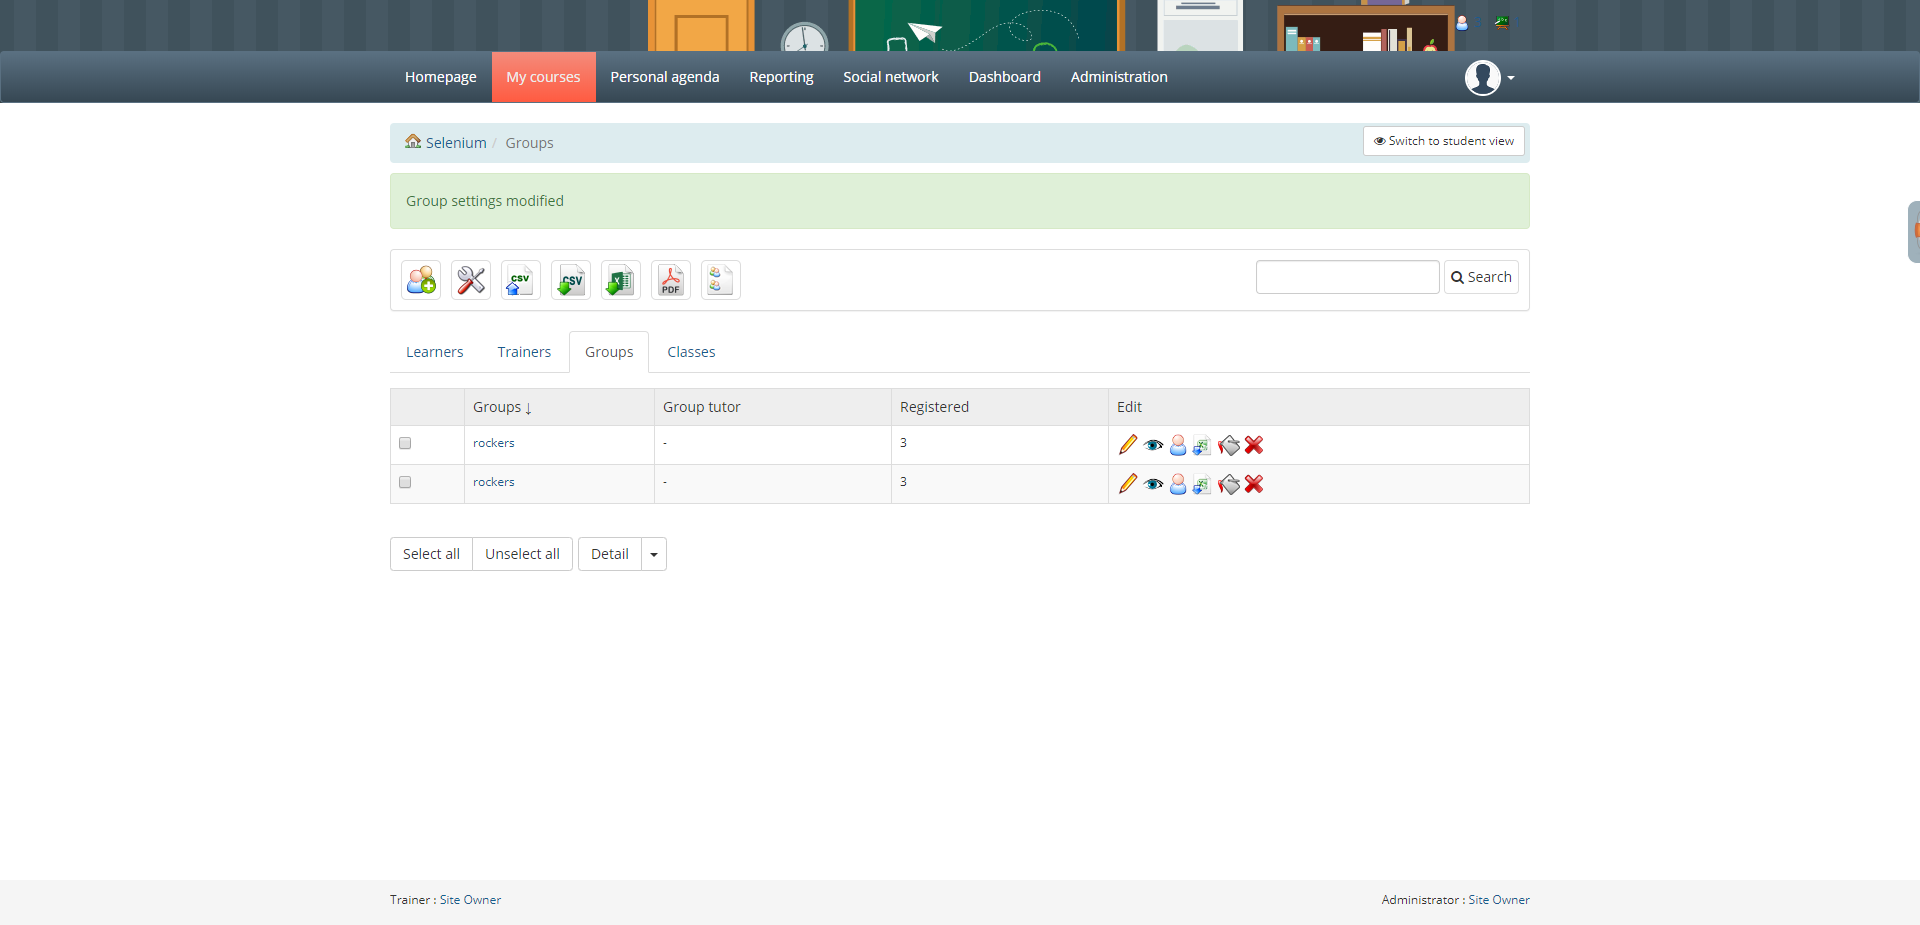 Homepage My courses Personal agenda Reporting Social network Dashboard Administration
Selenium / Groups
Switch to student view
Group settings modified
CSV CSV PDF
Search
Learners Trainers Groups Classes
Groups ↓ Group tutor Registered Edit
rockers - 3
rockers - 3
Select all Unselect all Detail
Trainer : Site Owner Administrator : Site Owner